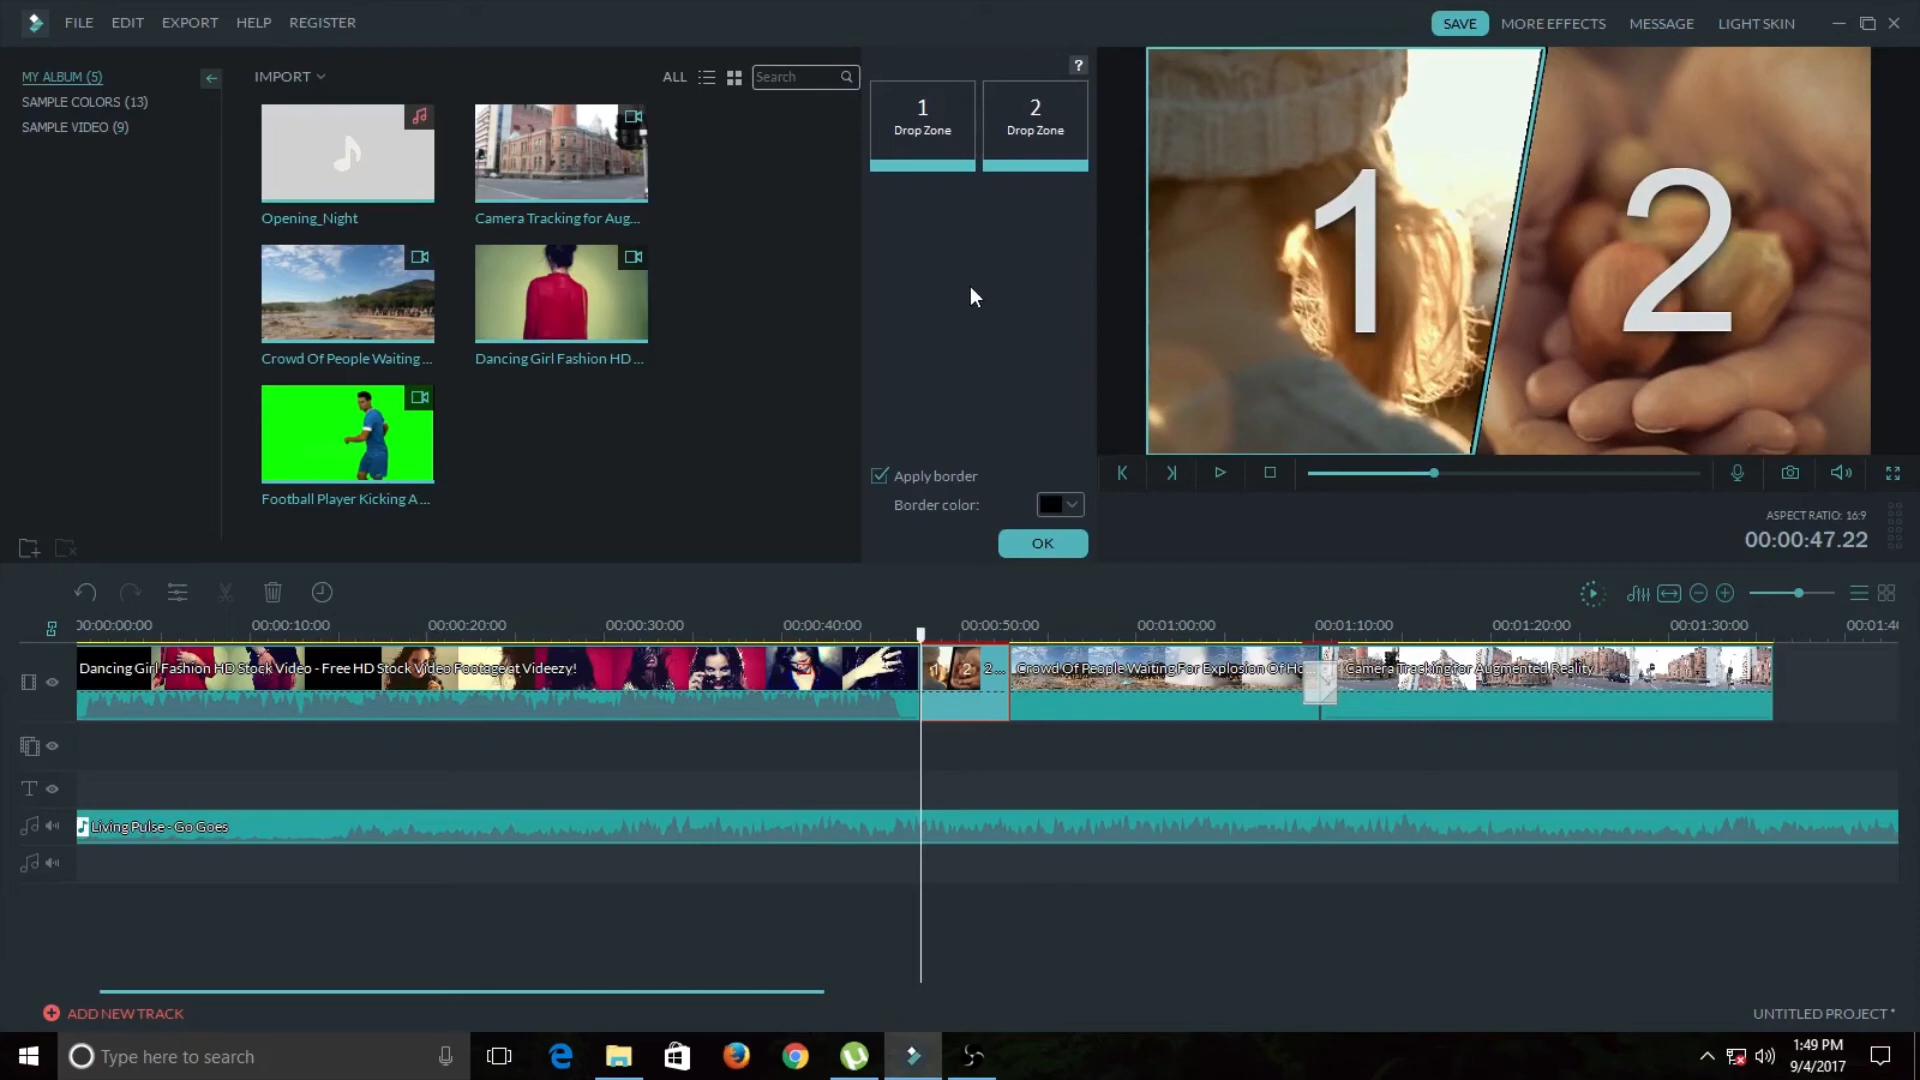 FILE EDIT EXPORT HELP REGISTER
SAVE MORE EFFECTS MESSAGE LIGHT SKIN
MY ALBUM (5)
SAMPLE COLORS (13)
SAMPLE VIDEO (9)
IMPORT
ALL
Search
Opening_Night
Camera Tracking for Aug...
Crowd Of People Waiting ...
Dancing Girl Fashion HD ...
Football Player Kicking A ...
?
1
Drop Zone
2
Drop Zone
Apply border
Border color:
OK
1 2
ASPECT RATIO: 16:9
00:00:47.22
00:00:00:00 00:00:10:00 00:00:20:00 00:00:30:00 00:00:40:00 00:00:50:00 00:01:00:00 00:01:10:00 00:01:20:00 00:01:30:00 00:01:40
Dancing Girl Fashion HD Stock Video - Free HD Stock Video Footage at Videezy!
1 2 2...
Crowd Of People Waiting For Explosion Of Ho...
Camera Tracking for Augmented Reality
T
Living Pulse - Go Goes
ADD NEW TRACK
UNTITLED PROJECT *
Type here to search
1:49 PM
9/4/2017